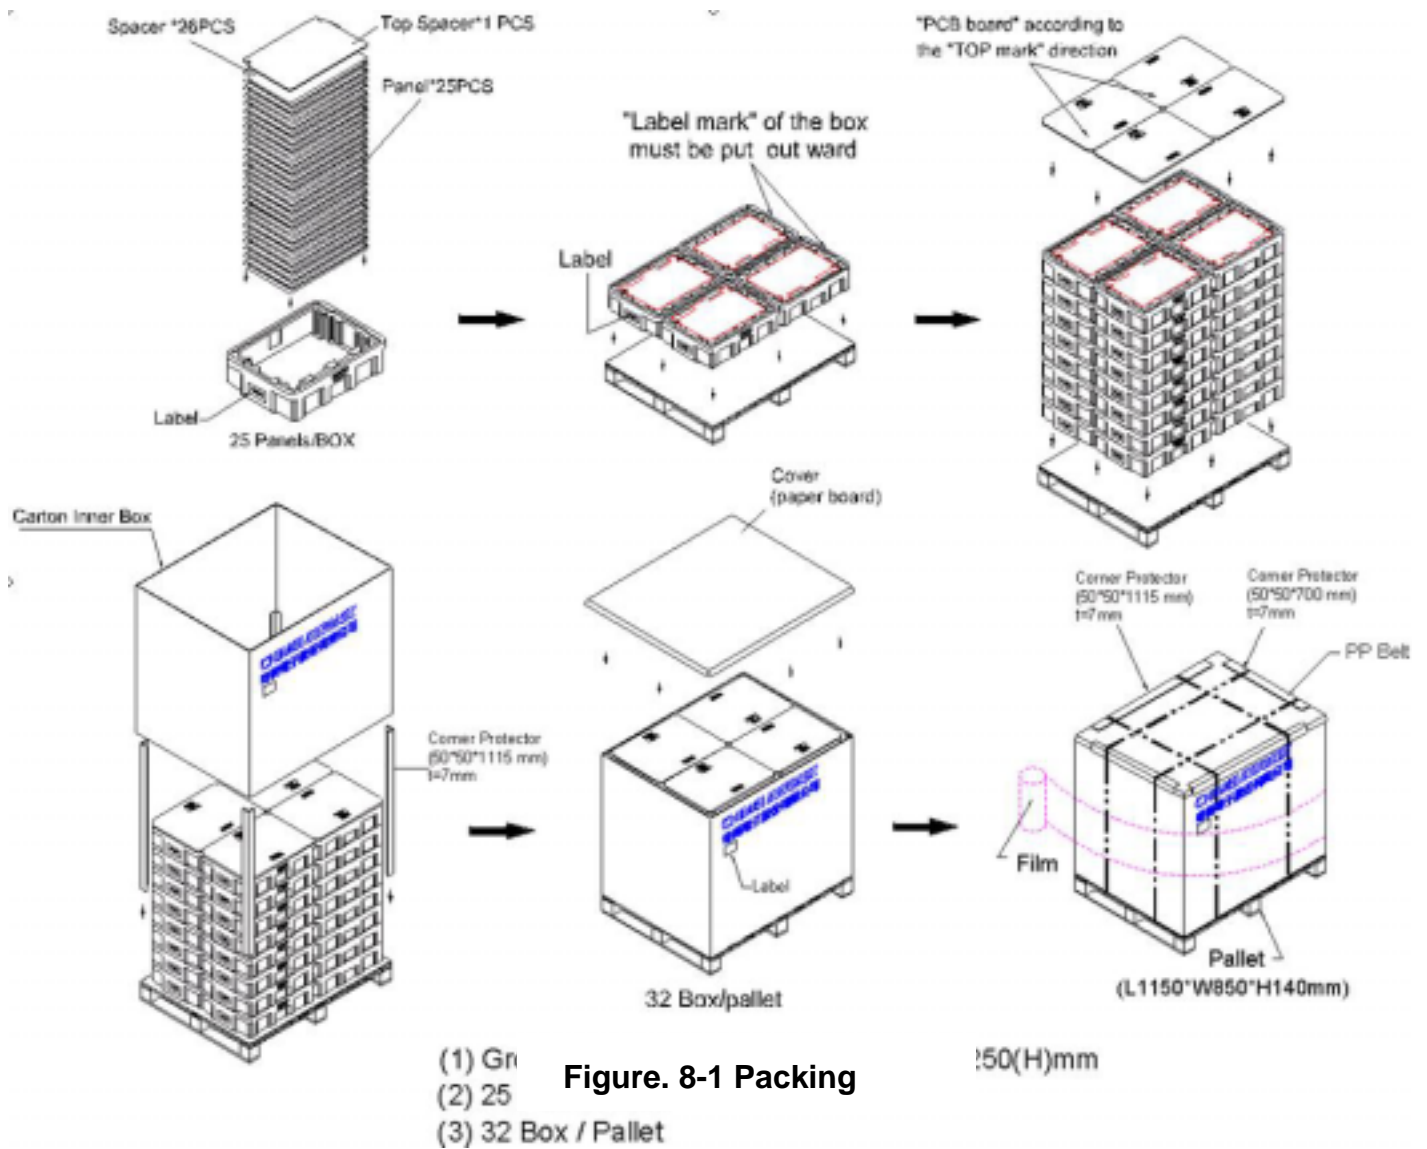 Spacer *26PCS
Top Spacer*1 PCS
Panel*25PCS
Label
25 Panels/BOX
"Label mark" of the box
must be put out ward
Label
"PCB board" according to
the "TOP mark" direction
Carton Inner Box
Corner Protector
(50*50*1115 mm)
t=7mm
Cover
(paper board)
Label
32 Box/pallet
Corner Protector
(50*50*1115 mm)
t=7mm
Corner Protector
(50*50*700 mm)
t=7mm
PP Belt
Film
Pallet
(L1150*W850*H140mm)
(1) Gr
250(H)mm
Figure. 8-1 Packing
(2) 25
(3) 32 Box / Pallet